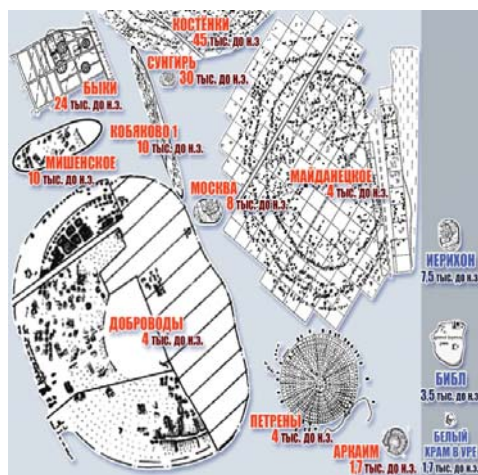 КОСТЕНКИ
45 ТЫС. ДО Н.Э.
СУНГИРЬ
30 ТЫС. ДО Н.Э.
БЫКИ
24 ТЫС. ДО Н.Э.
КОБЯКОВО 1
10 ТЫС. ДО Н.Э.
МИШЕНСКОЕ
10 ТЫС. ДО Н.Э.
МОСКВА
8 ТЫС. ДО Н.Э.
МАЙДАНЕЦКОЕ
4 ТЫС. ДО Н.Э.
ИЕРИХОН
7.5 ТЫС. ДО Н.Э.
ДОБРОВОДЫ
4 ТЫС. ДО Н.Э.
БИБЛ
3.5 ТЫС. ДО Н.Э.
ПЕТРЕНЫ
4 ТЫС. ДО Н.Э.
АРКАИМ
1,7 ТЫС. ДО Н.Э.
БЕЛЫЙ
ХРАМ В УРЕ
1.7 ТЫС. ДО Н.Э.